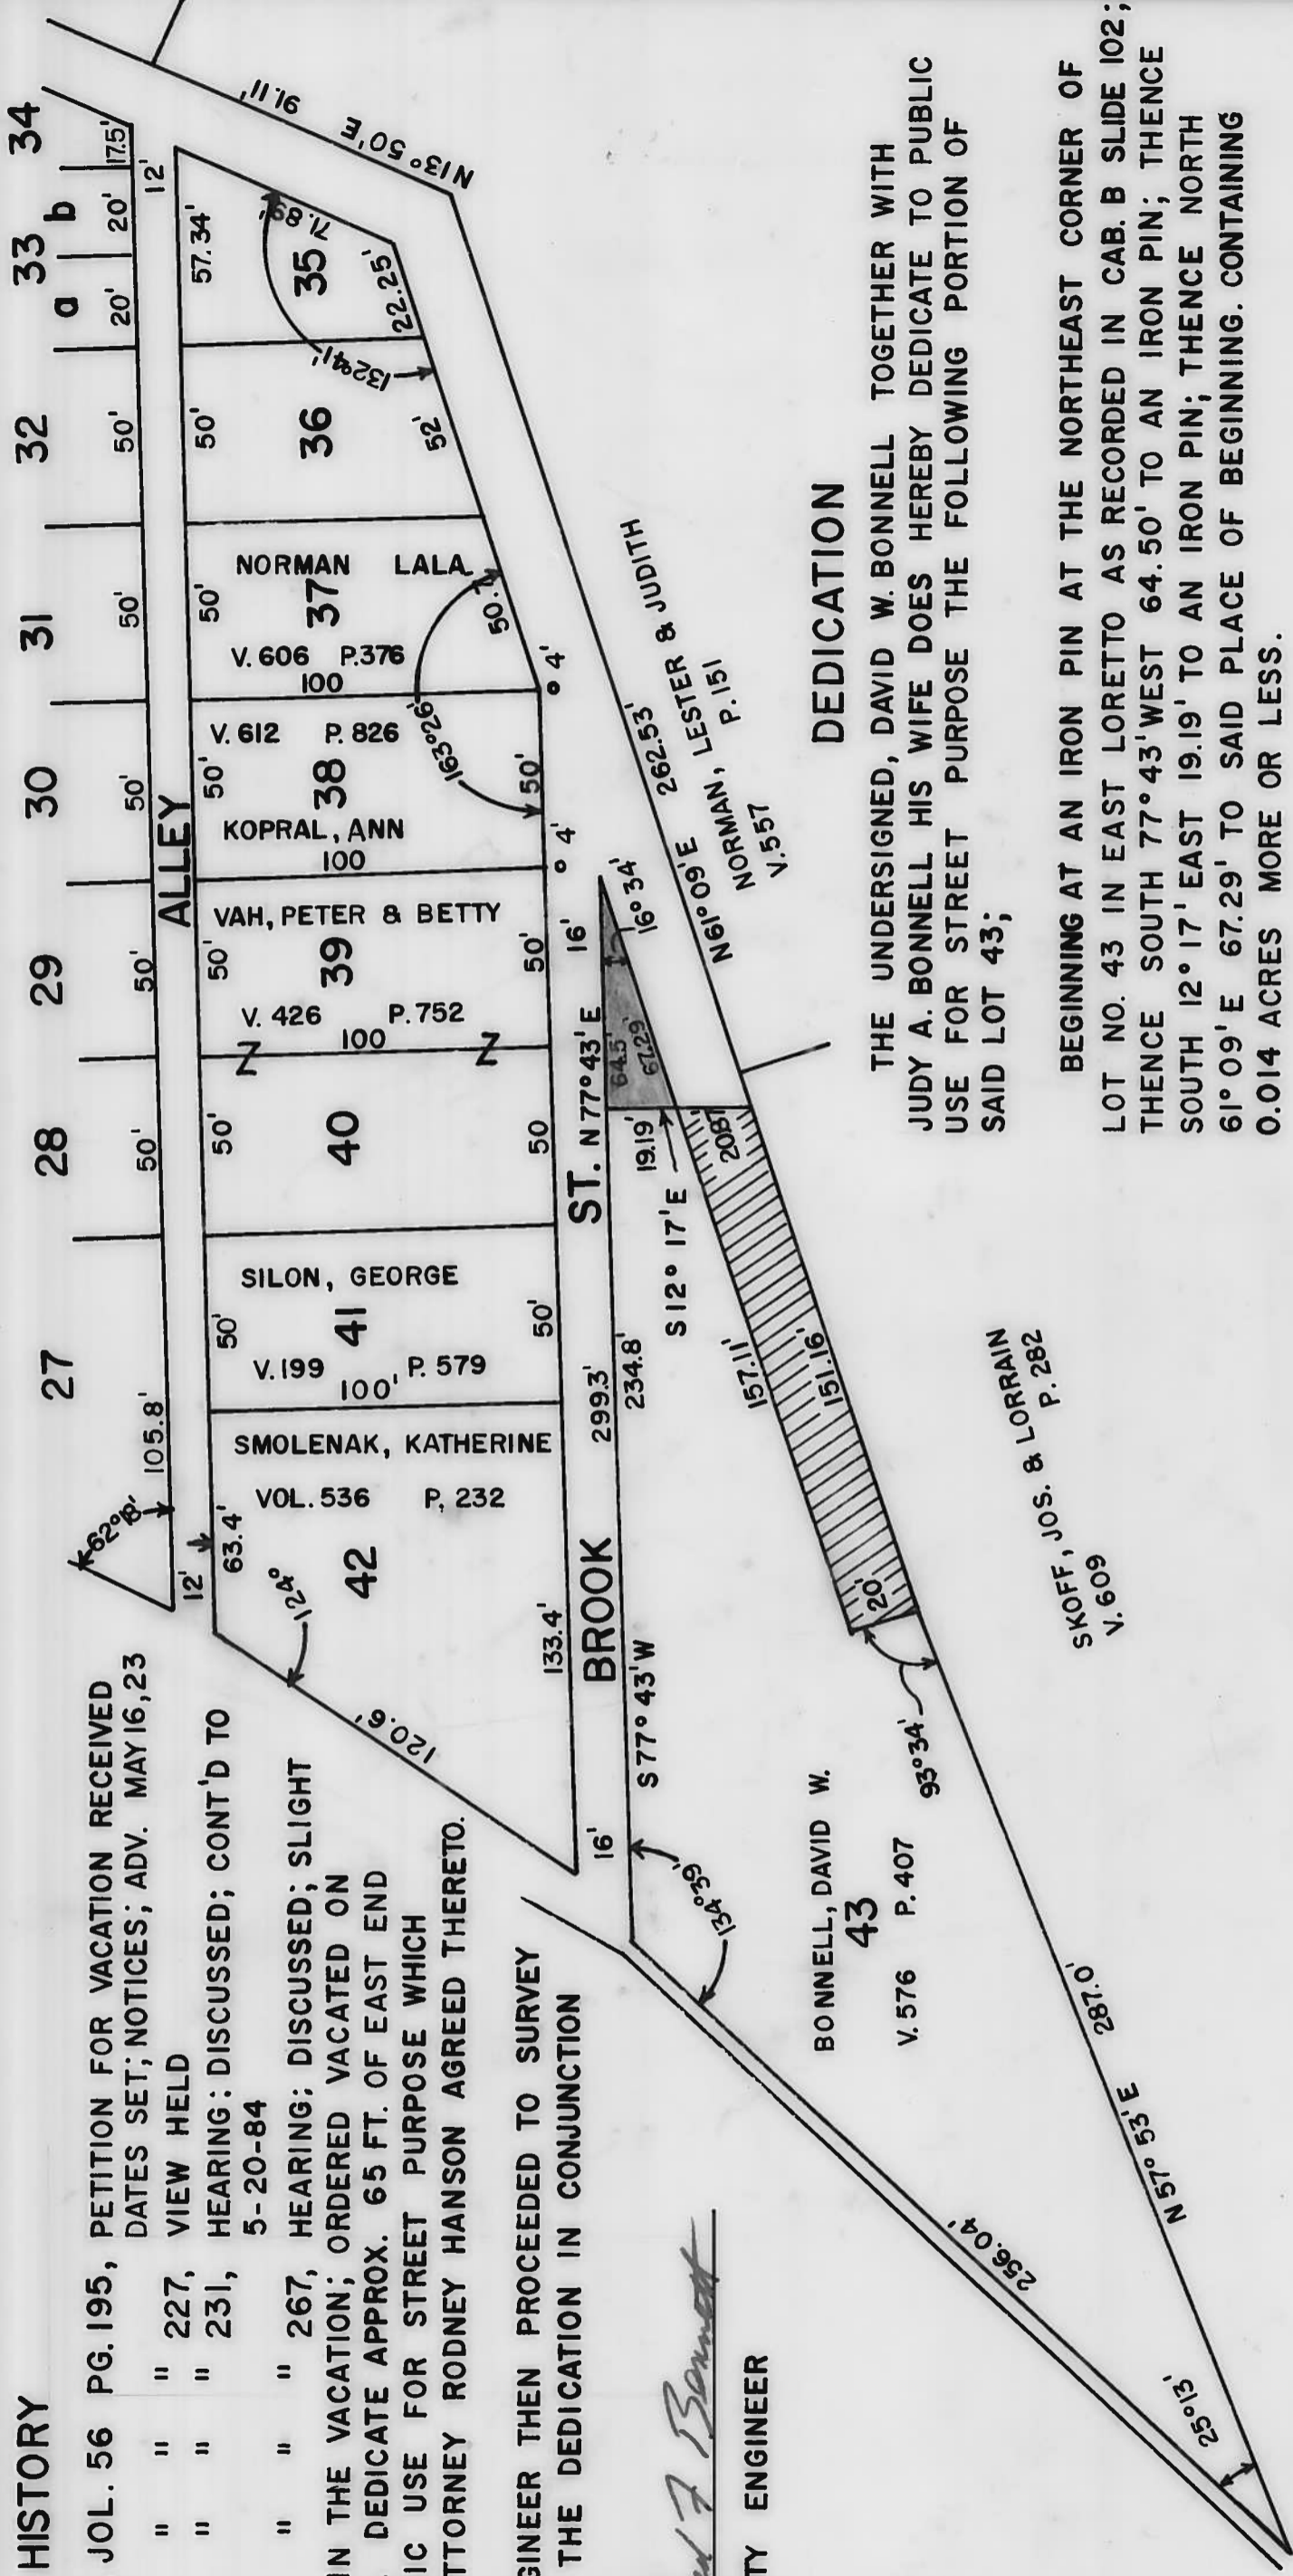 HISTORY
JOL. 56 PG. 195, PETITION FOR VACATION RECEIVED
DATES SET; NOTICES; ADV. MAY 16, 23
" " " 227, VIEW HELD
" " " 231, HEARING: DISCUSSED; CONT'D TO
5-20-84
" " " 267, HEARING; DISCUSSED; SLIGHT
IN THE VACATION; ORDERED VACATED ON
DEDICATE APPROX. 65 FT. OF EAST END
IC USE FOR STREET PURPOSE WHICH
TTORNEY RODNEY HANSON AGREED THERETO.
GINEER THEN PROCEEDED TO SURVEY
THE DEDICATION IN CONJUNCTION
TY ENGINEER
27 28 29 30 31 32 33 34
a b
62°18'
105.8' 50' 50' 50' 50' 50' 20' 20' 17.5'
12' ALLEY 12'
63.4' 50' 50' 50' 50' 50' 50' 57.34'
124°
120.6'
SMOLENAK, KATHERINE
VOL. 536 P. 232
42
133.4'
SILON, GEORGE
41
V. 199 P. 579
100'
50'
40
50
Z Z
VAH, PETER & BETTY
39
V. 426 P. 752
100
50'
V. 612 P. 826
38
KOPRAL, ANN
100
50'
163°26'
NORMAN LALA
37
V. 606 P. 376
100
50.7'
36
52'
132°41'
35
71.89'
22.25'
N13° 50' E 91.11'
16' BROOK ST. N 77°43' E 16' 4' 4'
299.3'
S 77° 43' W 234.8'
19.19'
64.5'
67.29'
16° 34'
S 12° 17' E
20.87'
157.11'
151.16'
20'
93°34'
N 61° 09' E 262.53'
NORMAN, LESTER & JUDITH
V. 557 P. 151
134°39'
BONNELL, DAVID W.
43
V. 576 P. 407
SKOFF, JOS. & LORRAIN
V. 609 P. 282
N 57° 53' E 287.0'
256.04'
25°13'
DEDICATION
THE UNDERSIGNED, DAVID W. BONNELL TOGETHER WITH
JUDY A. BONNELL HIS WIFE DOES HEREBY DEDICATE TO PUBLIC
USE FOR STREET PURPOSE THE FOLLOWING PORTION OF
SAID LOT 43;
BEGINNING AT AN IRON PIN AT THE NORTHEAST CORNER OF
LOT NO. 43 IN EAST LORETTO AS RECORDED IN CAB. B SLIDE 102;
THENCE SOUTH 77° 43' WEST 64.50' TO AN IRON PIN; THENCE
SOUTH 12° 17' EAST 19.19' TO AN IRON PIN; THENCE NORTH
61° 09' E 67.29' TO SAID PLACE OF BEGINNING. CONTAINING
0.014 ACRES MORE OR LESS.